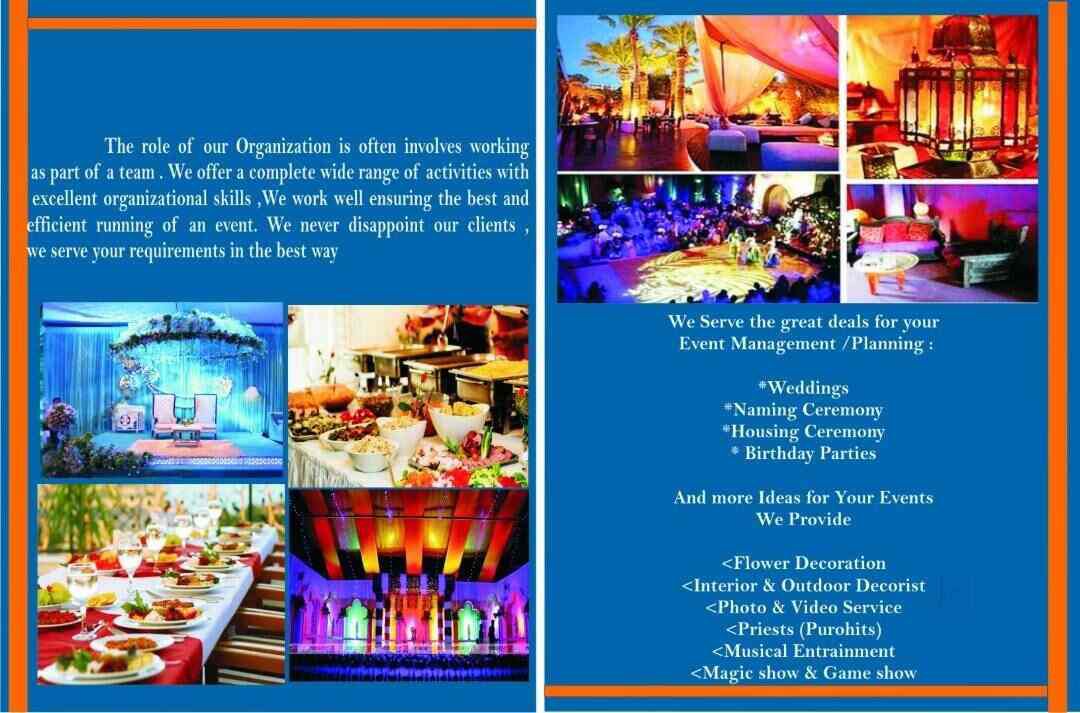 The role of our Organization is often involves working
as part of a team . We offer a complete wide range of activities with
excellent organizational skills ,We work well ensuring the best and
efficient running of an event. We never disappoint our clients ,
we serve your requirements in the best way
We Serve the great deals for your
Event Management /Planning :
*Weddings
*Naming Ceremony
*Housing Ceremony
* Birthday Parties
And more Ideas for Your Events
We Provide
<Flower Decoration
<Interior & Outdoor Decorist
<Photo & Video Service
<Priests (Purohits)
<Musical Entrainment
<Magic show & Game show